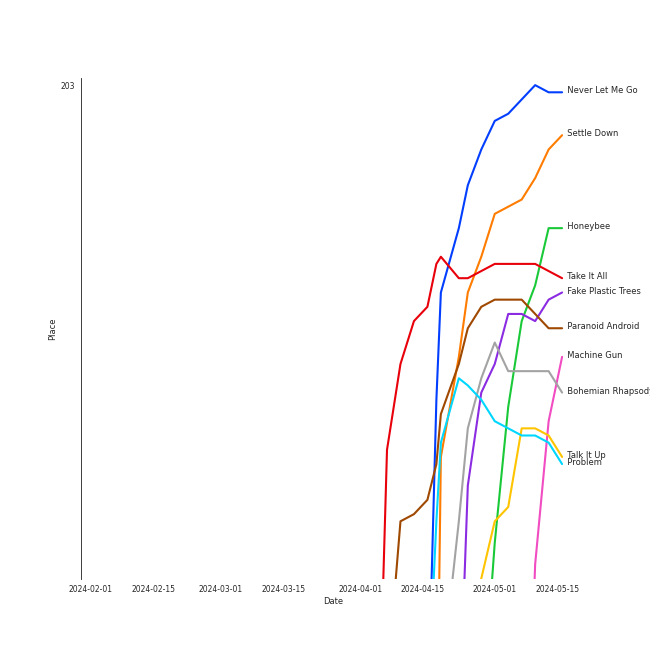 203
Never Let Me Go
Settle Down
Honeybee
Take It All
Fake Plastic Trees
Paranoid Android
Machine Gun
Bohemian Rhapsod
Talk It Up
Problem
Place
2024-02-01 2024-02-15 2024-03-01 2024-03-15 2024-04-01 2024-04-15 2024-05-01 2024-05-15
Date